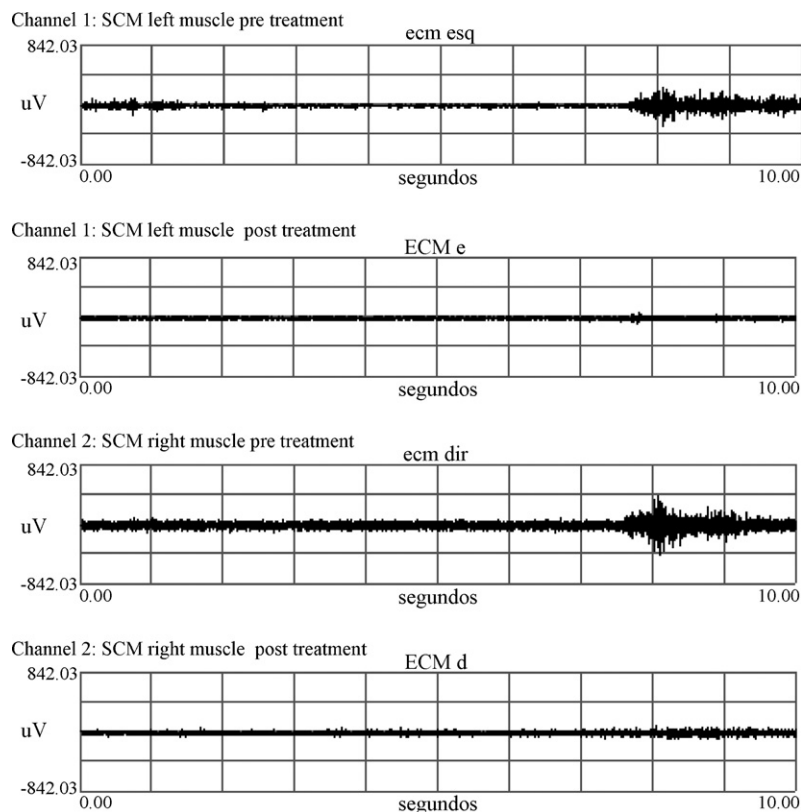 Channel 1: SCM left muscle pre treatment
ecm esq
842.03
uV
-842.03
0.00
segundos
10.00
Channel 1: SCM left muscle post treatment
ECM e
842.03
uV
-842.03
0.00
segundos
10.00
Channel 2: SCM right muscle pre treatment
ecm dir
842.03
uV
-842.03
0.00
segundos
10.00
Channel 2: SCM right muscle post treatment
ECM d
842.03
uV
-842.03
0.00
segundos
10.00